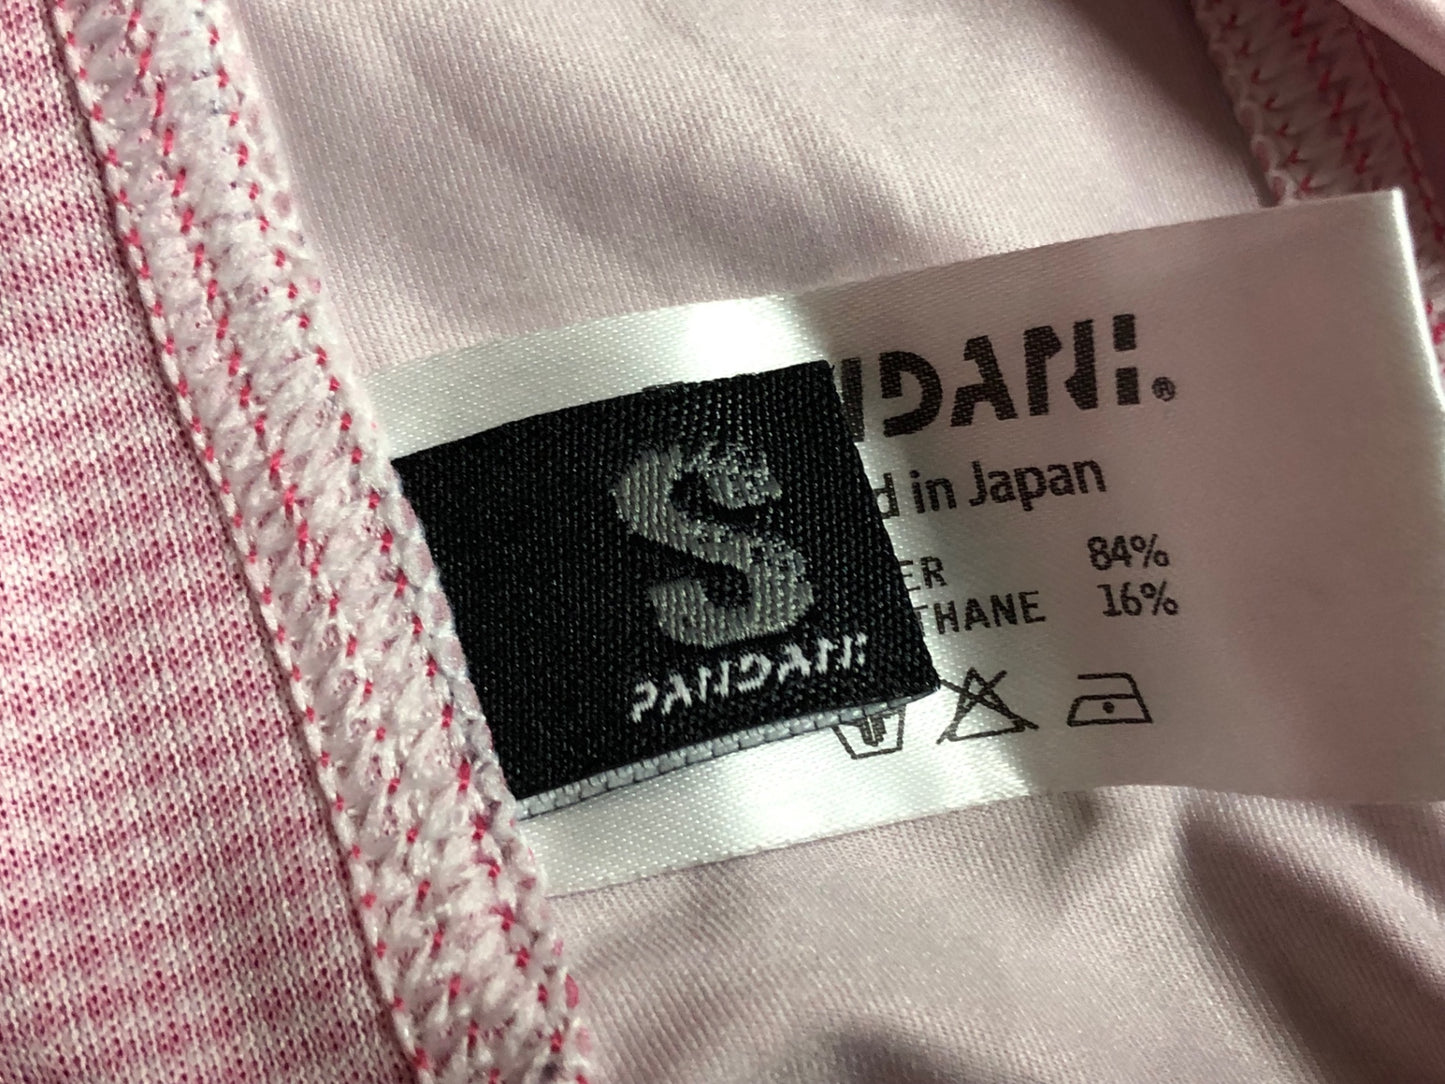 S
PANDANI
NDANI®
d in Japan
ER 84%
THANE 16%